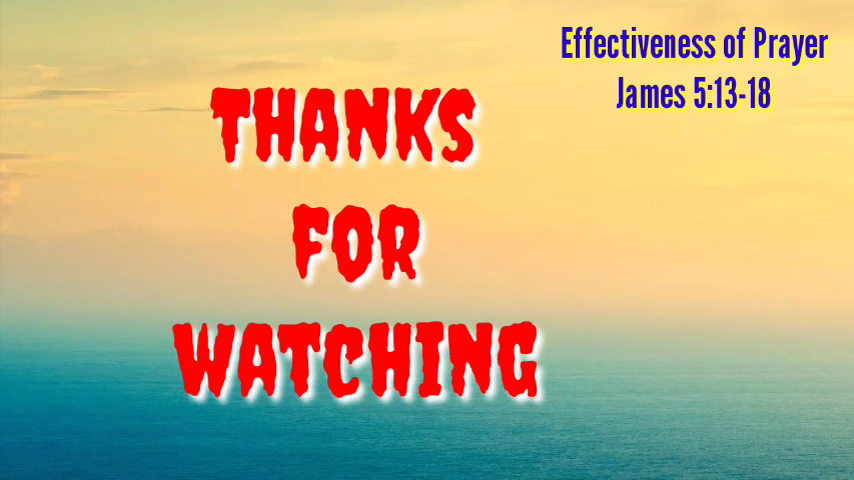 Effectiveness of Prayer
James 5:13-18
THANKS
FOR
WATCHING